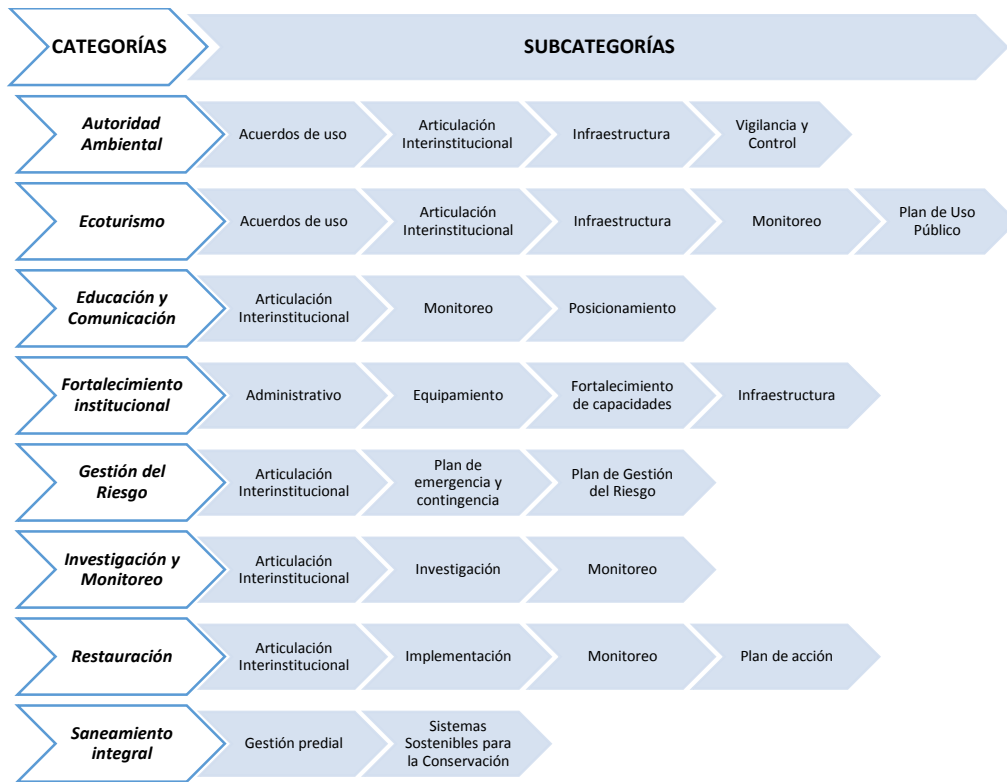 CATEGORÍAS
SUBCATEGORÍAS
Autoridad
Ambiental
Acuerdos de uso
Articulación
Interinstitucional
Infraestructura
Vigilancia y
Control
Ecoturismo
Acuerdos de uso
Articulación
Interinstitucional
Infraestructura
Monitoreo
Plan de Uso
Público
Educación y
Comunicación
Articulación
Interinstitucional
Monitoreo
Posicionamiento
Fortalecimiento
institucional
Administrativo
Equipamiento
Fortalecimiento
de capacidades
Infraestructura
Gestión del
Riesgo
Articulación
Interinstitucional
Plan de
emergencia y
contingencia
Plan de Gestión
del Riesgo
Investigación y
Monitoreo
Articulación
Interinstitucional
Investigación
Monitoreo
Restauración
Articulación
Interinstitucional
Implementación
Monitoreo
Plan de acción
Saneamiento
integral
Gestión predial
Sistemas
Sostenibles para
la Conservación